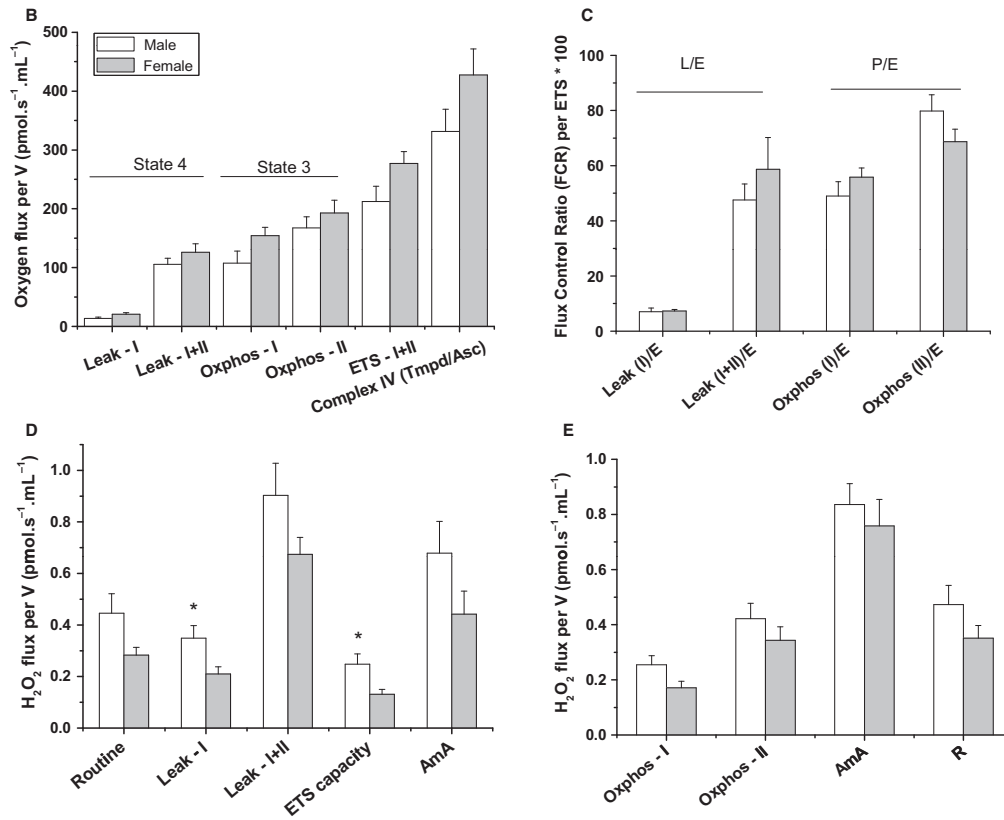 B
Oxygen flux per V (pmol.s⁻¹.mL⁻¹)
500
400
300
200
100
0
Male
Female
State 4
State 3
Leak - I
Leak - I+II
Oxphos - I
Oxphos - II
ETS - I+II
Complex IV (Tmpd/Asc)
C
Flux Control Ratio (FCR) per ETS * 100
100
80
60
40
20
0
L/E
P/E
Leak (I)/E
Leak (I+II)/E
Oxphos (I)/E
Oxphos (II)/E
D
H₂O₂ flux per V (pmol.s⁻¹.mL⁻¹)
1.0
0.8
0.6
0.4
0.2
0.0
*
*
Routine
Leak - I
Leak - I+II
ETS capacity
AmA
E
H₂O₂ flux per V (pmol.s⁻¹.mL⁻¹)
1.0
0.8
0.6
0.4
0.2
0.0
Oxphos - I
Oxphos - II
AmA
R